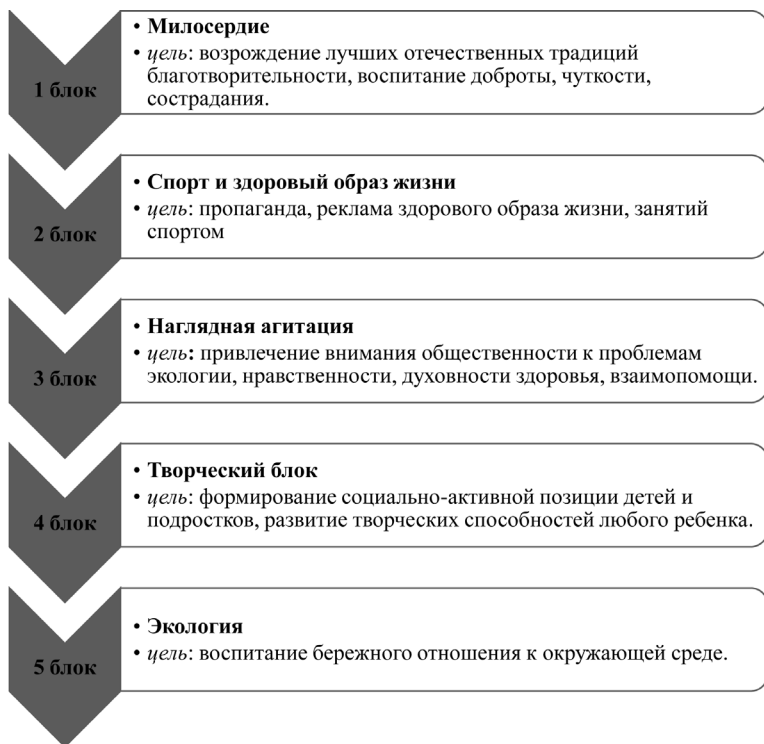 1 блок
• Милосердие
• цель: возрождение лучших отечественных традиций
благотворительности, воспитание доброты, чуткости,
сострадания.
2 блок
• Спорт и здоровый образ жизни
• цель: пропаганда, реклама здорового образа жизни, занятий
спортом
3 блок
• Наглядная агитация
• цель: привлечение внимания общественности к проблемам
экологии, нравственности, духовности здоровья, взаимопомощи.
4 блок
• Творческий блок
• цель: формирование социально-активной позиции детей и
подростков, развитие творческих способностей любого ребенка.
5 блок
• Экология
• цель: воспитание бережного отношения к окружающей среде.